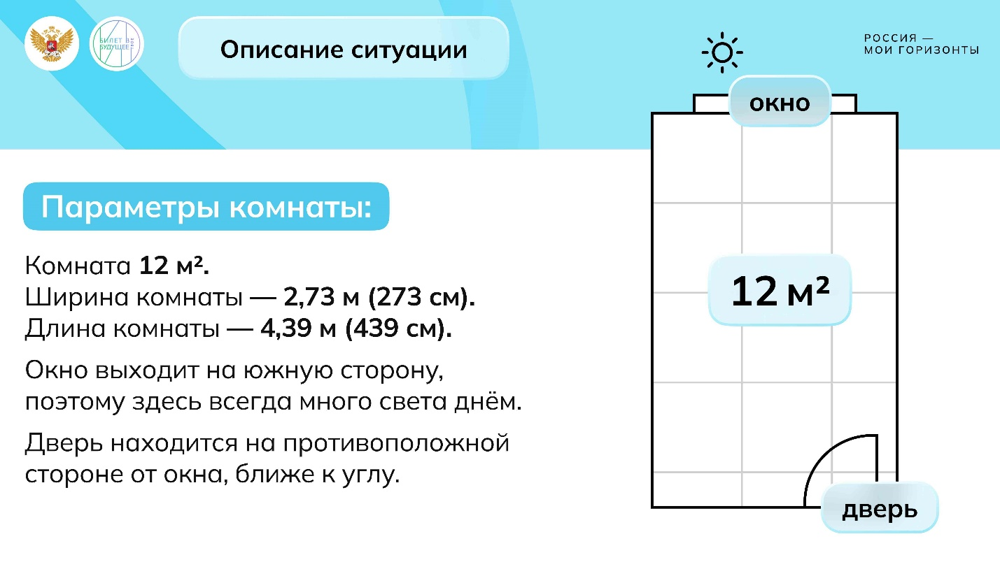 БИЛЕТ В
БУДУЩЕЕ
Описание ситуации
РОССИЯ —
МОИ ГОРИЗОНТЫ
окно
Параметры комнаты:
Комната 12 м².
Ширина комнаты — 2,73 м (273 см).
Длина комнаты — 4,39 м (439 см).
Окно выходит на южную сторону,
поэтому здесь всегда много света днём.
Дверь находится на противоположной
стороне от окна, ближе к углу.
12 м²
дверь